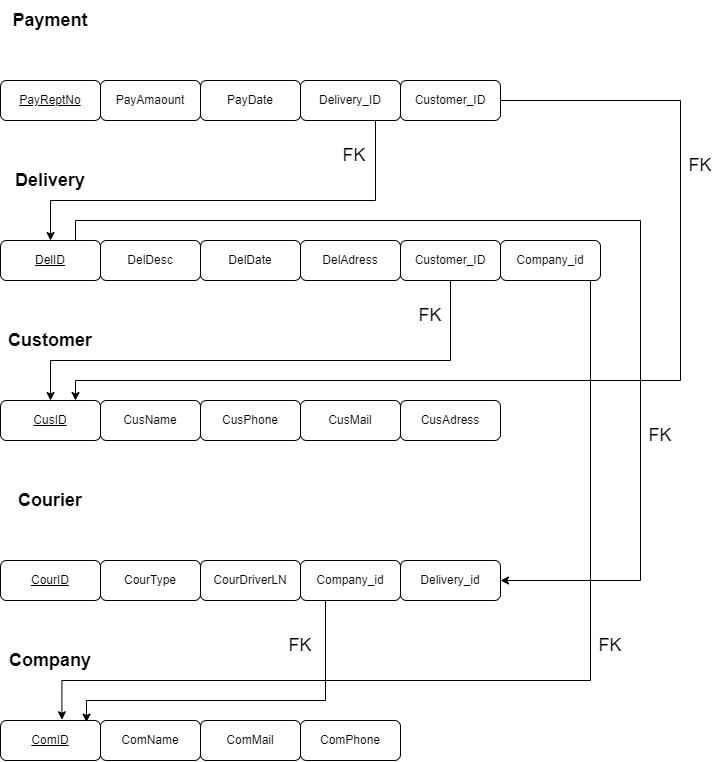 Payment
PayReptNo PayAmaount PayDate Delivery_ID Customer_ID
FK
FK
Delivery
DelID DelDesc DelDate DelAdress Customer_ID Company_id
FK
Customer
CusID CusName CusPhone CusMail CusAdress
FK
Courier
CourID CourType CourDriverLN Company_id Delivery_id
FK
FK
Company
ComID ComName ComMail ComPhone